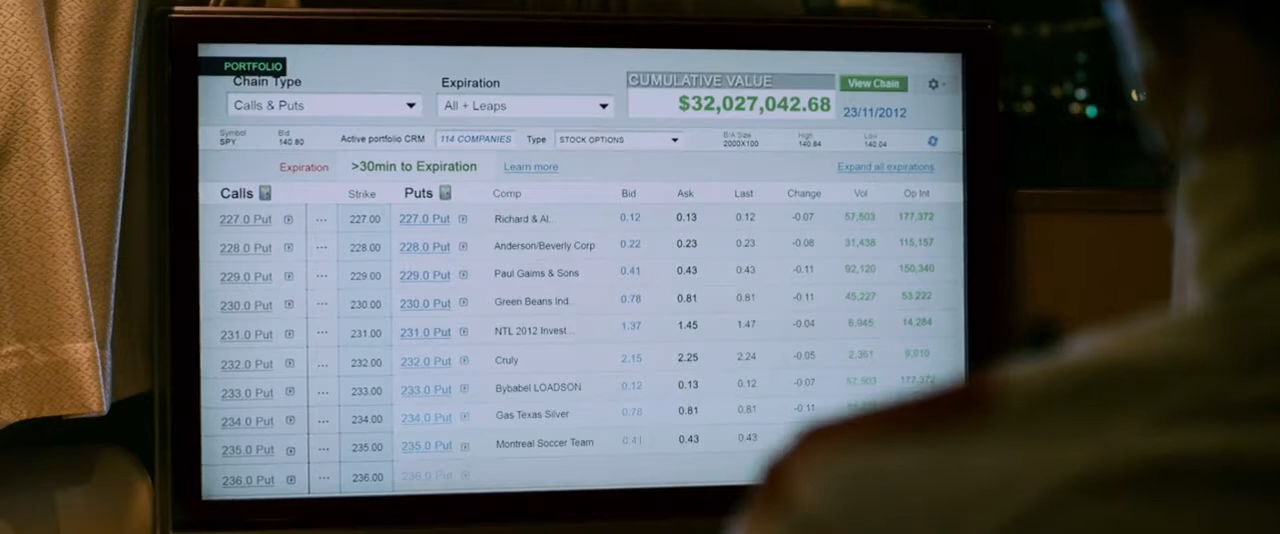 PORTFOLIO
Chain Type Expiration CUMULATIVE VALUE View Chain
Calls & Puts All + Leaps $32,027,042.68 23/11/2012
Symbol Bid Active portfolio CRM 114 COMPANIES Type STOCK OPTIONS B/A Size High Low
SPY 140.80 2000X100 140.84 140.04
Expiration >30min to Expiration Learn more Expand all expirations
Calls Strike Puts Comp Bid Ask Last Change Vol Op Int
227.0 Put ... 227.00 227.0 Put Richard & Al... 0.12 0.13 0.12 -0.07 57,503 177,372
228.0 Put ... 228.00 228.0 Put Anderson/Beverly Corp 0.22 0.23 0.23 -0.08 31,438 115,157
229.0 Put ... 229.00 229.0 Put Paul Gaims & Sons 0.41 0.43 0.43 -0.11 92,120 150,340
230.0 Put ... 230.00 230.0 Put Green Beans Ind... 0.78 0.81 0.81 -0.11 45,227 53,222
231.0 Put ... 231.00 231.0 Put NTL 2012 Invest... 1.37 1.45 1.47 -0.04 6,945 14,284
232.0 Put ... 232.00 232.0 Put Cruly 2.15 2.25 2.24 -0.05 2,361 9,010
233.0 Put ... 233.00 233.0 Put Bybabel LOADSON 0.12 0.13 0.12 -0.07 57,503 177,372
234.0 Put ... 234.00 234.0 Put Gas Texas Silver 0.78 0.81 0.81 -0.11
235.0 Put ... 235.00 235.0 Put Montreal Soccer Team 0.41 0.43 0.43
236.0 Put ... 236.00 236.0 Put